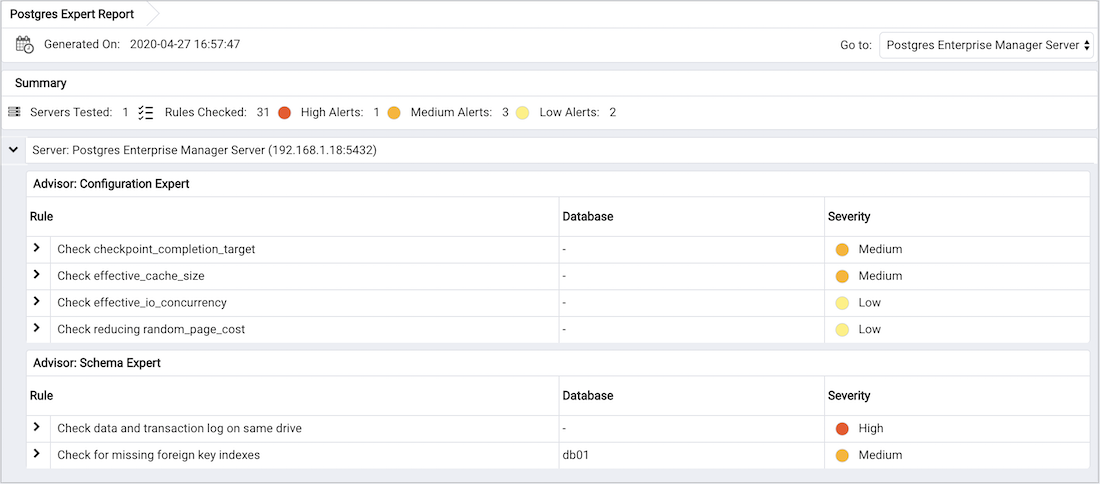 Postgres Expert Report
Generated On: 2020-04-27 16:57:47 Go to: Postgres Enterprise Manager Server
Summary
Servers Tested: 1 Rules Checked: 31 High Alerts: 1 Medium Alerts: 3 Low Alerts: 2
Server: Postgres Enterprise Manager Server (192.168.1.18:5432)
Advisor: Configuration Expert
Rule Database Severity
Check checkpoint_completion_target - Medium
Check effective_cache_size - Medium
Check effective_io_concurrency - Low
Check reducing random_page_cost - Low
Advisor: Schema Expert
Rule Database Severity
Check data and transaction log on same drive - High
Check for missing foreign key indexes db01 Medium